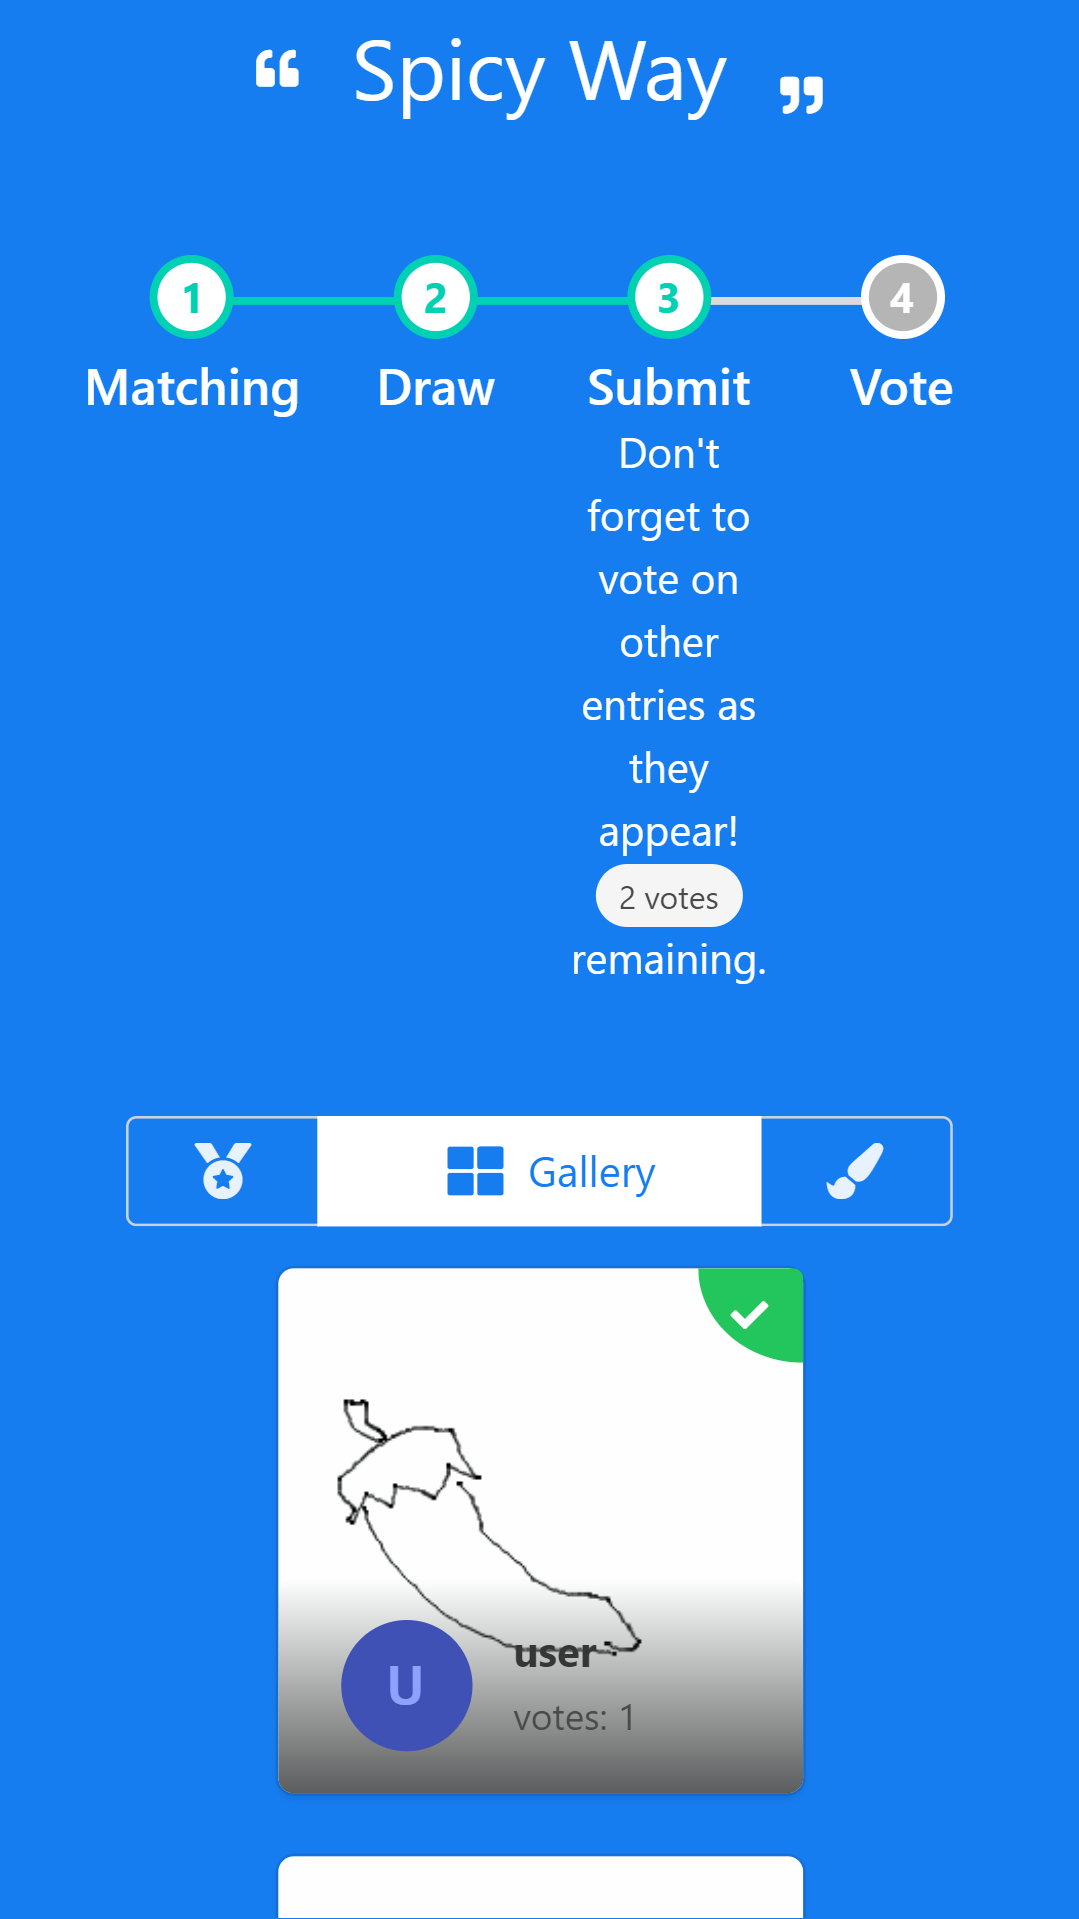 “ Spicy Way ”
1 2 3 4
Matching Draw Submit Vote
Don't
forget to
vote on
other
entries as
they
appear!
2 votes
remaining.
Gallery
U
user
votes: 1